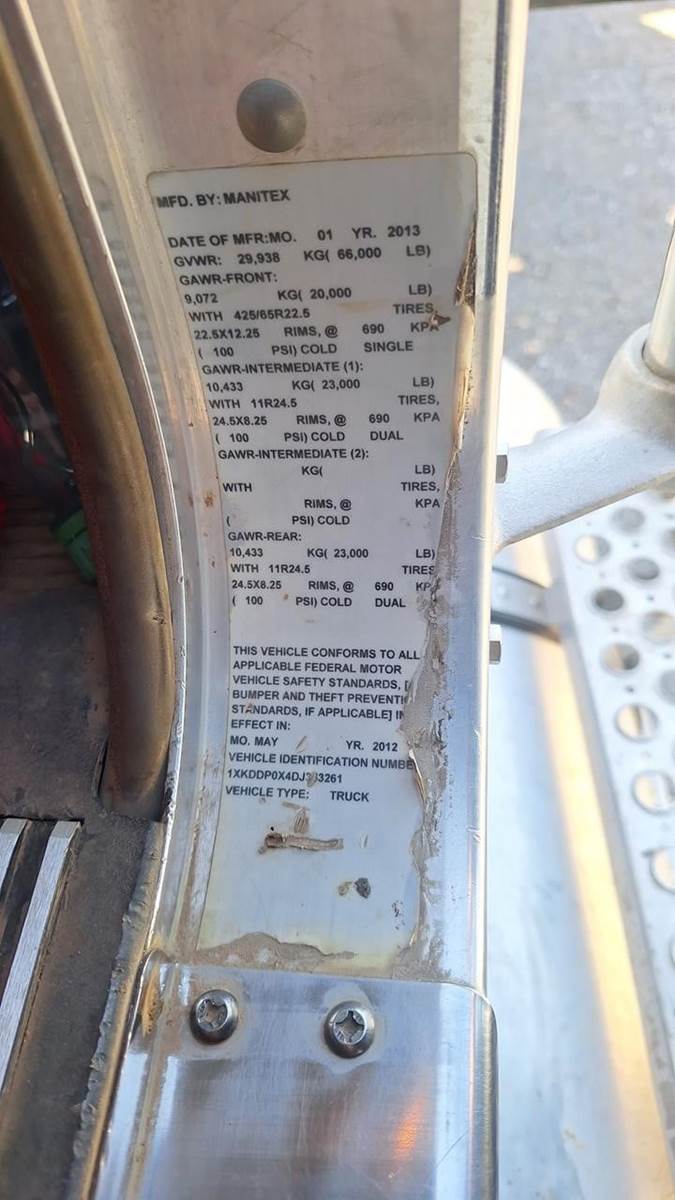 MFD. BY: MANITEX
DATE OF MFR:MO. 01 YR. 2013
GVWR: 29,938 KG( 66,000 LB)
GAWR-FRONT:
9,072 KG( 20,000 LB)
WITH 425/65R22.5 TIRES,
22.5X12.25 RIMS, @ 690 KPA
( 100 PSI) COLD SINGLE
GAWR-INTERMEDIATE (1):
10,433 KG( 23,000 LB)
WITH 11R24.5 TIRES,
24.5X8.25 RIMS, @ 690 KPA
( 100 PSI) COLD DUAL
GAWR-INTERMEDIATE (2):
KG( LB)
WITH TIRES,
RIMS, @ KPA
( PSI) COLD
GAWR-REAR:
10,433 KG( 23,000 LB)
WITH 11R24.5 TIRES
24.5X8.25 RIMS, @ 690 KP
( 100 PSI) COLD DUAL
THIS VEHICLE CONFORMS TO ALL
APPLICABLE FEDERAL MOTOR
VEHICLE SAFETY STANDARDS, [
BUMPER AND THEFT PREVENTI
STANDARDS, IF APPLICABLE] IN
EFFECT IN:
MO. MAY YR. 2012
VEHICLE IDENTIFICATION NUMBE
VEHICLE TYPE: TRUCK